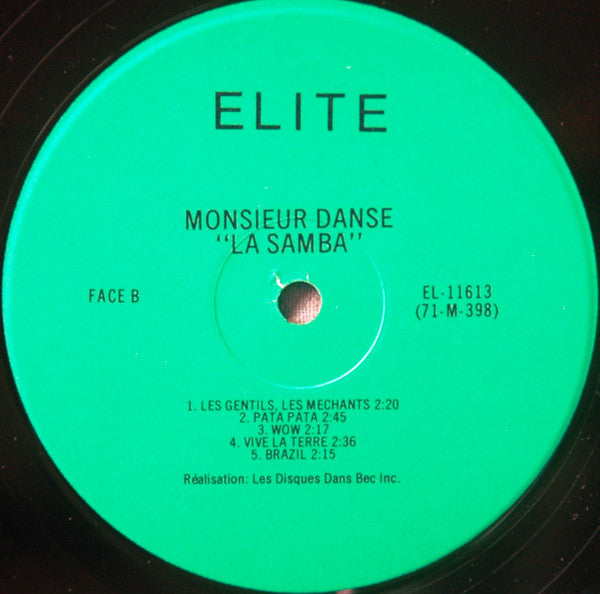 ELITE
MONSIEUR DANSE
"LA SAMBA"
FACE B
EL-11613
(71-M-398)
1. LES GENTILS, LES MECHANTS 2:20
2. PATA PATA 2:45
3. WOW 2:17
4. VIVE LA TERRE 2:36
5. BRAZIL 2:15
Réalisation: Les Disques Dans Bec Inc.